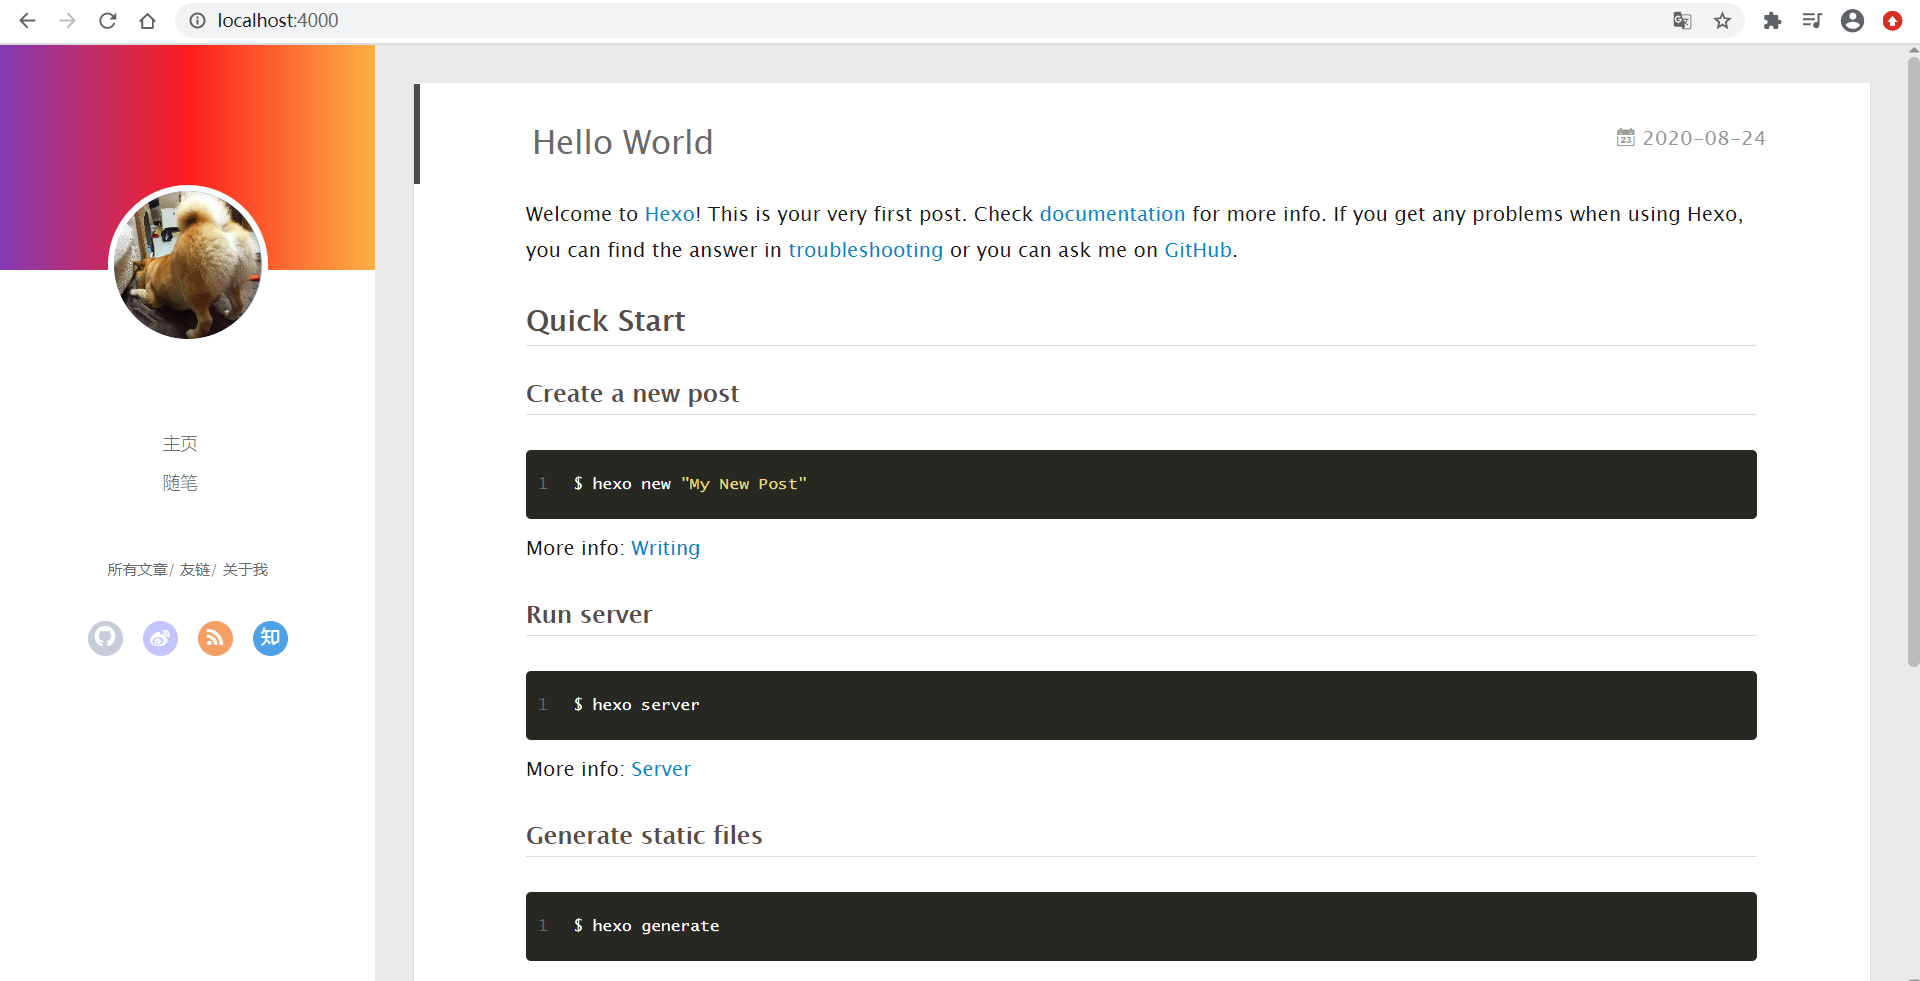 localhost:4000
主页
随笔
所有文章/ 友链/ 关于我
知
Hello World
23 2020-08-24
Welcome to Hexo! This is your very first post. Check documentation for more info. If you get any problems when using Hexo,
you can find the answer in troubleshooting or you can ask me on GitHub.
Quick Start
Create a new post
1 $ hexo new "My New Post"
More info: Writing
Run server
1 $ hexo server
More info: Server
Generate static files
1 $ hexo generate